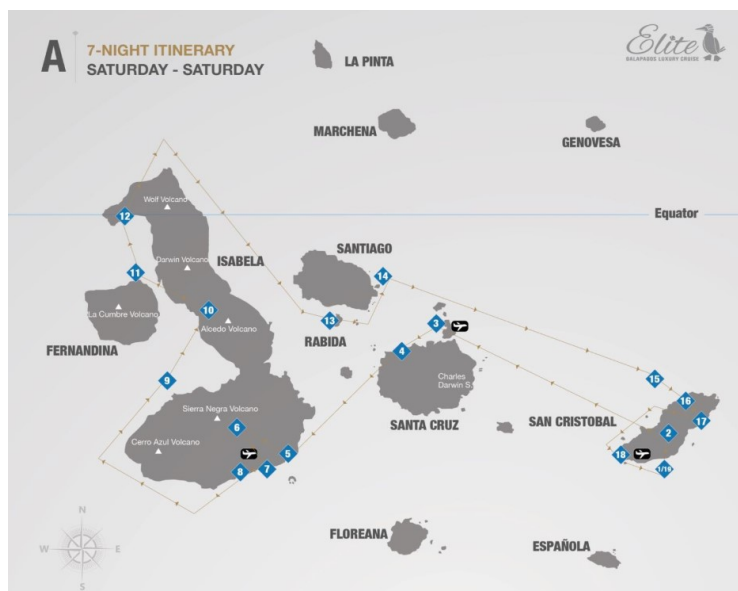 A
7-NIGHT ITINERARY
SATURDAY - SATURDAY
Elite
GALAPAGOS LUXURY CRUISE
LA PINTA
MARCHENA
GENOVESA
Wolf Volcano
12
Equator
Darwin Volcano
ISABELA
SANTIAGO
11
14
La Cumbre Volcano
10
Alcedo Volcano
13
3
FERNANDINA
RABIDA
4
9
Charles
Darwin S.
15
Sierra Negra Volcano
6
SANTA CRUZ
SAN CRISTOBAL
16
17
2
Cerro Azul Volcano
5
8
7
18
1/19
N
W
E
S
FLOREANA
ESPAÑOLA